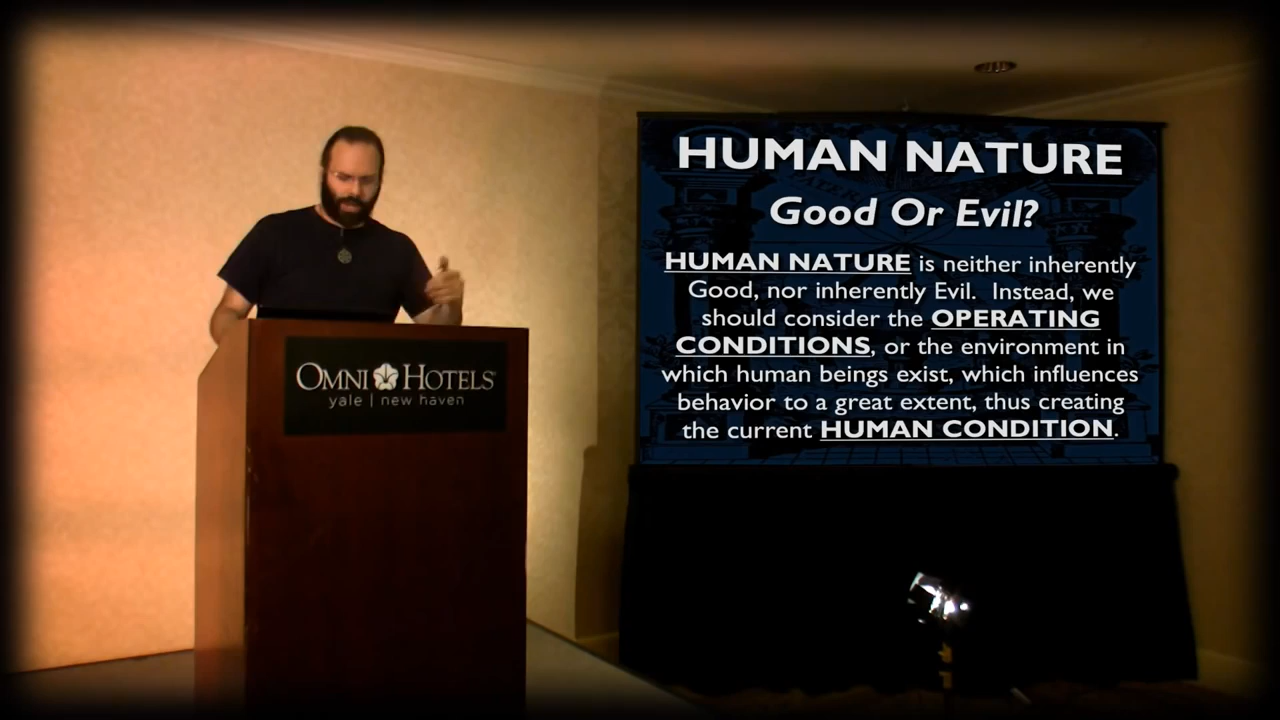 OMNI HOTELS
yale | new haven
HUMAN NATURE
Good Or Evil?
HUMAN NATURE is neither inherently
Good, nor inherently Evil. Instead, we
should consider the OPERATING
CONDITIONS, or the environment in
which human beings exist, which influences
behavior to a great extent, thus creating
the current HUMAN CONDITION.